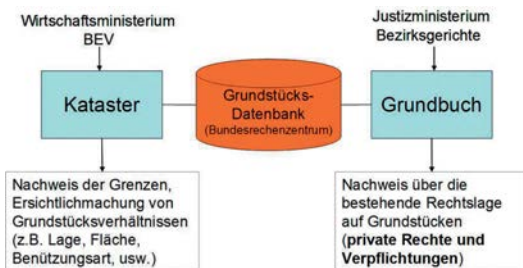 Wirtschaftsministerium
BEV
Justizministerium
Bezirksgerichte
Kataster
Grundstücks-
Datenbank
(Bundesrechenzentrum)
Grundbuch
Nachweis der Grenzen,
Ersichtlichmachung von
Grundstücksverhältnissen
(z.B. Lage, Fläche,
Benützungsart, usw.)
Nachweis über die
bestehende Rechtslage
auf Grundstücken
(private Rechte und
Verpflichtungen)